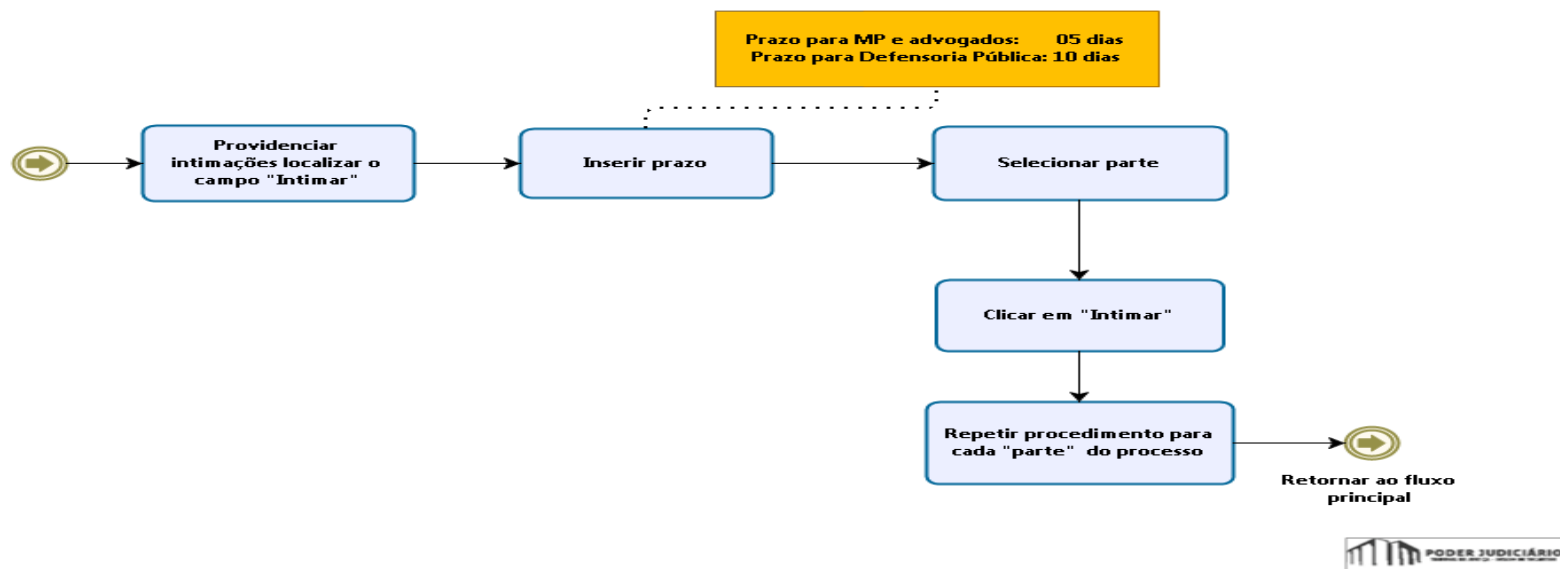 Prazo para MP e advogados: 05 dias
Prazo para Defensoria Pública: 10 dias
Providenciar
intimações localizar o
campo "Intimar"
Inserir prazo
Selecionar parte
Clicar em "Intimar"
Repetir procedimento para
cada "parte" do processo
Retornar ao fluxo
principal
PODER JUDICIÁRIO